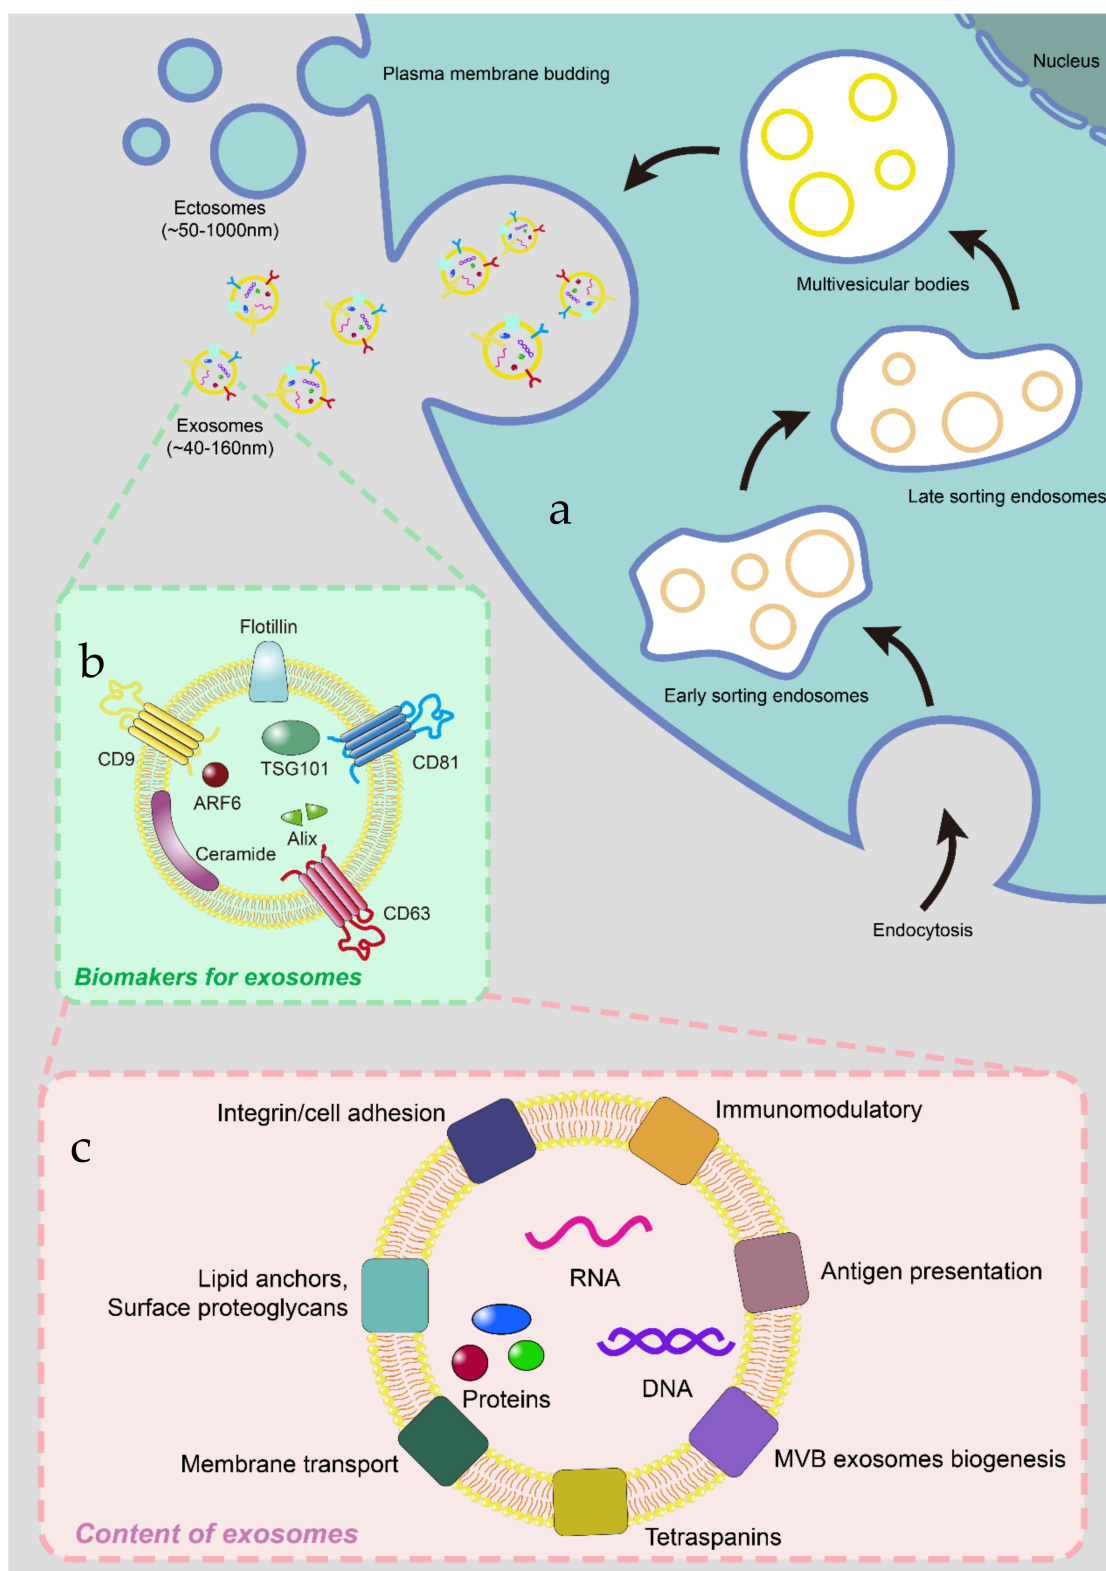 Nucleus
Plasma membrane budding
Ectosomes
(~50-1000nm)
Multivesicular bodies
Exosomes
(~40-160nm)
Late sorting endosomes
a
Early sorting endosomes
Endocytosis
b
Flotillin
CD9
TSG101
CD81
ARF6
Alix
Ceramide
CD63
Biomakers for exosomes
c
Integrin/cell adhesion
Immunomodulatory
RNA
Antigen presentation
Lipid anchors,
Surface proteoglycans
DNA
Proteins
Membrane transport
MVB exosomes biogenesis
Tetraspanins
Content of exosomes